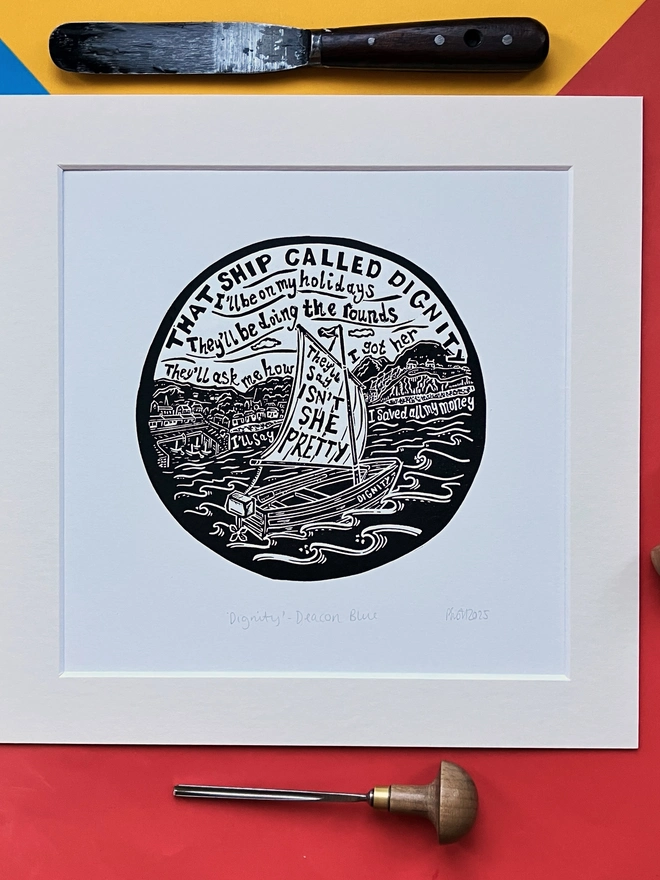 THAT SHIP CALLED DIGNITY
I'll be on my holidays
They'll be doing the rounds
They'll ask me how
I got her
I'll Say
I saved all my money
They'll
Say
ISN'T
SHE
PRETTY
DIGNITY
'Dignity' - Deacon Blue